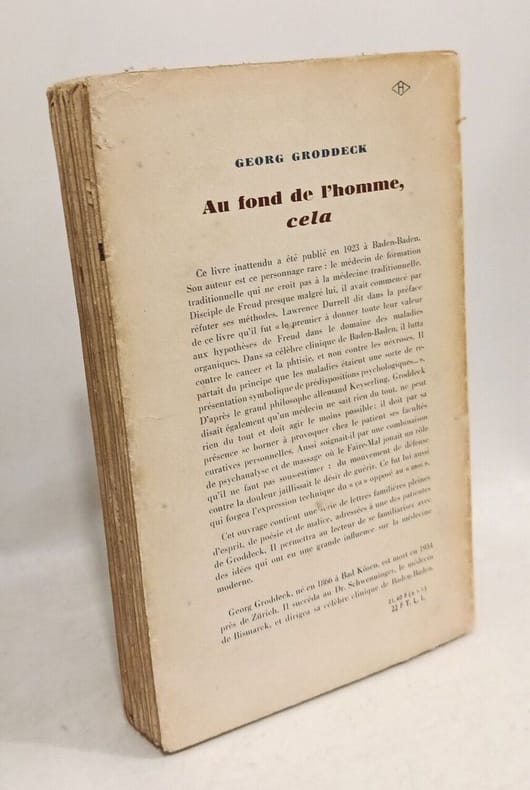 H
GEORG GRODDECK
Au fond de l'homme,
cela
Ce livre inattendu a été publié en 1923 à Baden-Baden.
Son auteur est ce personnage rare : le médecin de formation
traditionnelle qui ne croit pas à la médecine traditionnelle.
Disciple de Freud presque malgré lui, il avait commencé par
réfuter ses méthodes. Lawrence Durrell dit dans la préface
de ce livre qu'il fut « le premier à donner toute leur valeur
aux hypothèses de Freud dans le domaine des maladies
organiques. Dans sa célèbre clinique de Baden-Baden, il lutta
contre le cancer et la phtisie, et non contre les névroses. Il
partait du principe que les maladies étaient une sorte de re-
présentation symbolique de prédispositions psychologiques... ».
D'après le grand philosophe allemand Keyserling, Groddeck
disait également qu'un médecin ne sait rien du tout, ne peut
rien du tout et doit agir le moins possible : il doit par sa
présence se borner à provoquer chez le patient ses facultés
curatives personnelles. Aussi soignait-il par une combinaison
de psychanalyse et de massage où le Faire-Mal jouait un rôle
qu'il ne faut pas sous-estimer : du mouvement de défense
contre la douleur jaillissait le désir de guérir. Ce fut lui aussi
qui forgea l'expression technique du « ça » opposé au « moi ».
Cet ouvrage contient une série de lettres familières pleines
d'esprit, de poésie et de malice, adressées à une des patientes
de Groddeck. Il permettra au lecteur de se familiariser avec
des idées qui ont eu une grande influence sur la médecine
moderne.
Georg Groddeck, né en 1866 à Bad Kösen, est mort en 1934
près de Zürich. Il succéda au Dr. Schweninger, le médecin
de Bismarck, et dirigea sa célèbre clinique de Baden-Baden.
22 F T. L. I.